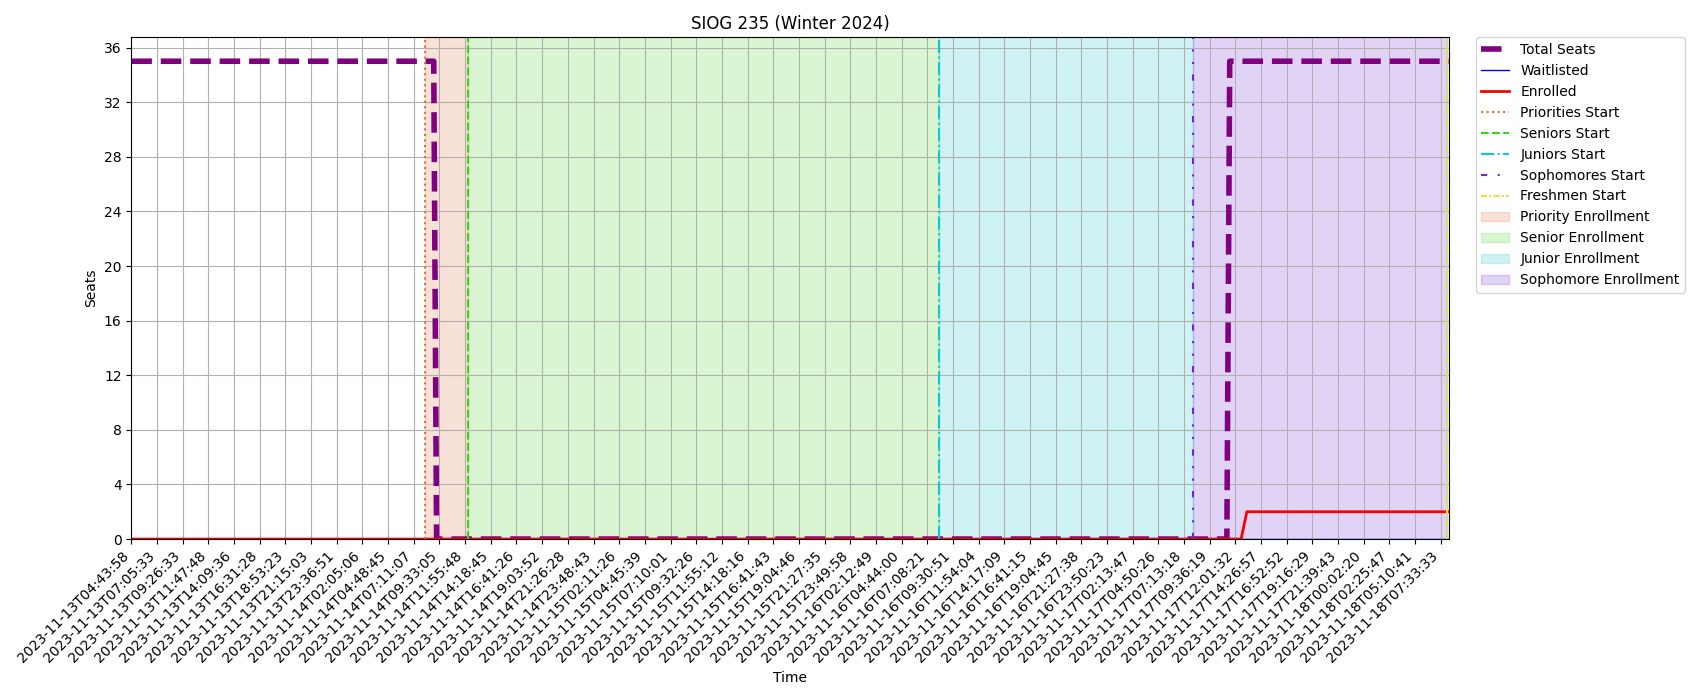 SIOG 235 (Winter 2024)
36
32
28
24
20
16
12
8
4
0
Seats
2023-11-13T04:43:58
2023-11-13T07:05:33
2023-11-13T09:26:33
2023-11-13T11:47:48
2023-11-13T14:09:36
2023-11-13T16:31:28
2023-11-13T18:53:23
2023-11-13T21:15:03
2023-11-13T23:36:51
2023-11-14T02:05:06
2023-11-14T04:48:45
2023-11-14T07:11:07
2023-11-14T09:33:05
2023-11-14T11:55:48
2023-11-14T14:18:45
2023-11-14T16:41:26
2023-11-14T19:03:52
2023-11-14T21:26:28
2023-11-14T23:48:43
2023-11-15T02:11:26
2023-11-15T04:45:39
2023-11-15T07:10:01
2023-11-15T09:32:26
2023-11-15T11:55:12
2023-11-15T14:18:16
2023-11-15T16:41:43
2023-11-15T19:04:46
2023-11-15T21:27:35
2023-11-15T23:49:58
2023-11-16T02:12:49
2023-11-16T04:44:00
2023-11-16T07:08:21
2023-11-16T09:30:51
2023-11-16T11:54:04
2023-11-16T14:17:09
2023-11-16T16:41:15
2023-11-16T19:04:45
2023-11-16T21:27:38
2023-11-16T23:50:23
2023-11-17T02:13:47
2023-11-17T04:50:26
2023-11-17T07:13:18
2023-11-17T09:36:19
2023-11-17T12:01:32
2023-11-17T14:26:57
2023-11-17T16:52:52
2023-11-17T19:16:29
2023-11-17T21:39:43
2023-11-18T00:02:20
2023-11-18T02:25:47
2023-11-18T05:10:41
2023-11-18T07:33:33
Time
Total Seats
Waitlisted
Enrolled
Priorities Start
Seniors Start
Juniors Start
Sophomores Start
Freshmen Start
Priority Enrollment
Senior Enrollment
Junior Enrollment
Sophomore Enrollment